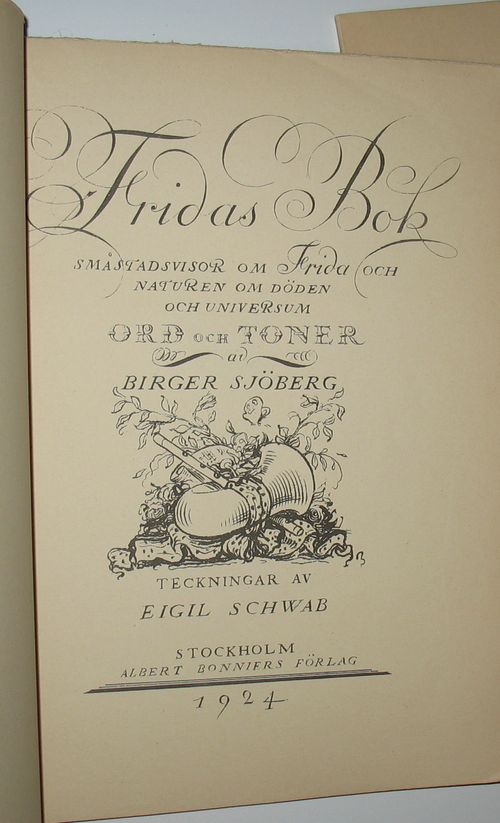 Fridas Bok
SMÅSTADSVISOR OM Frida OCH
NATUREN OM DÖDEN
OCH UNIVERSUM
ORD OCH TONER
av
BIRGER SJÖBERG
TECKNINGAR AV
EIGIL SCHWAB
STOCKHOLM
ALBERT BONNIERS FÖRLAG
1924